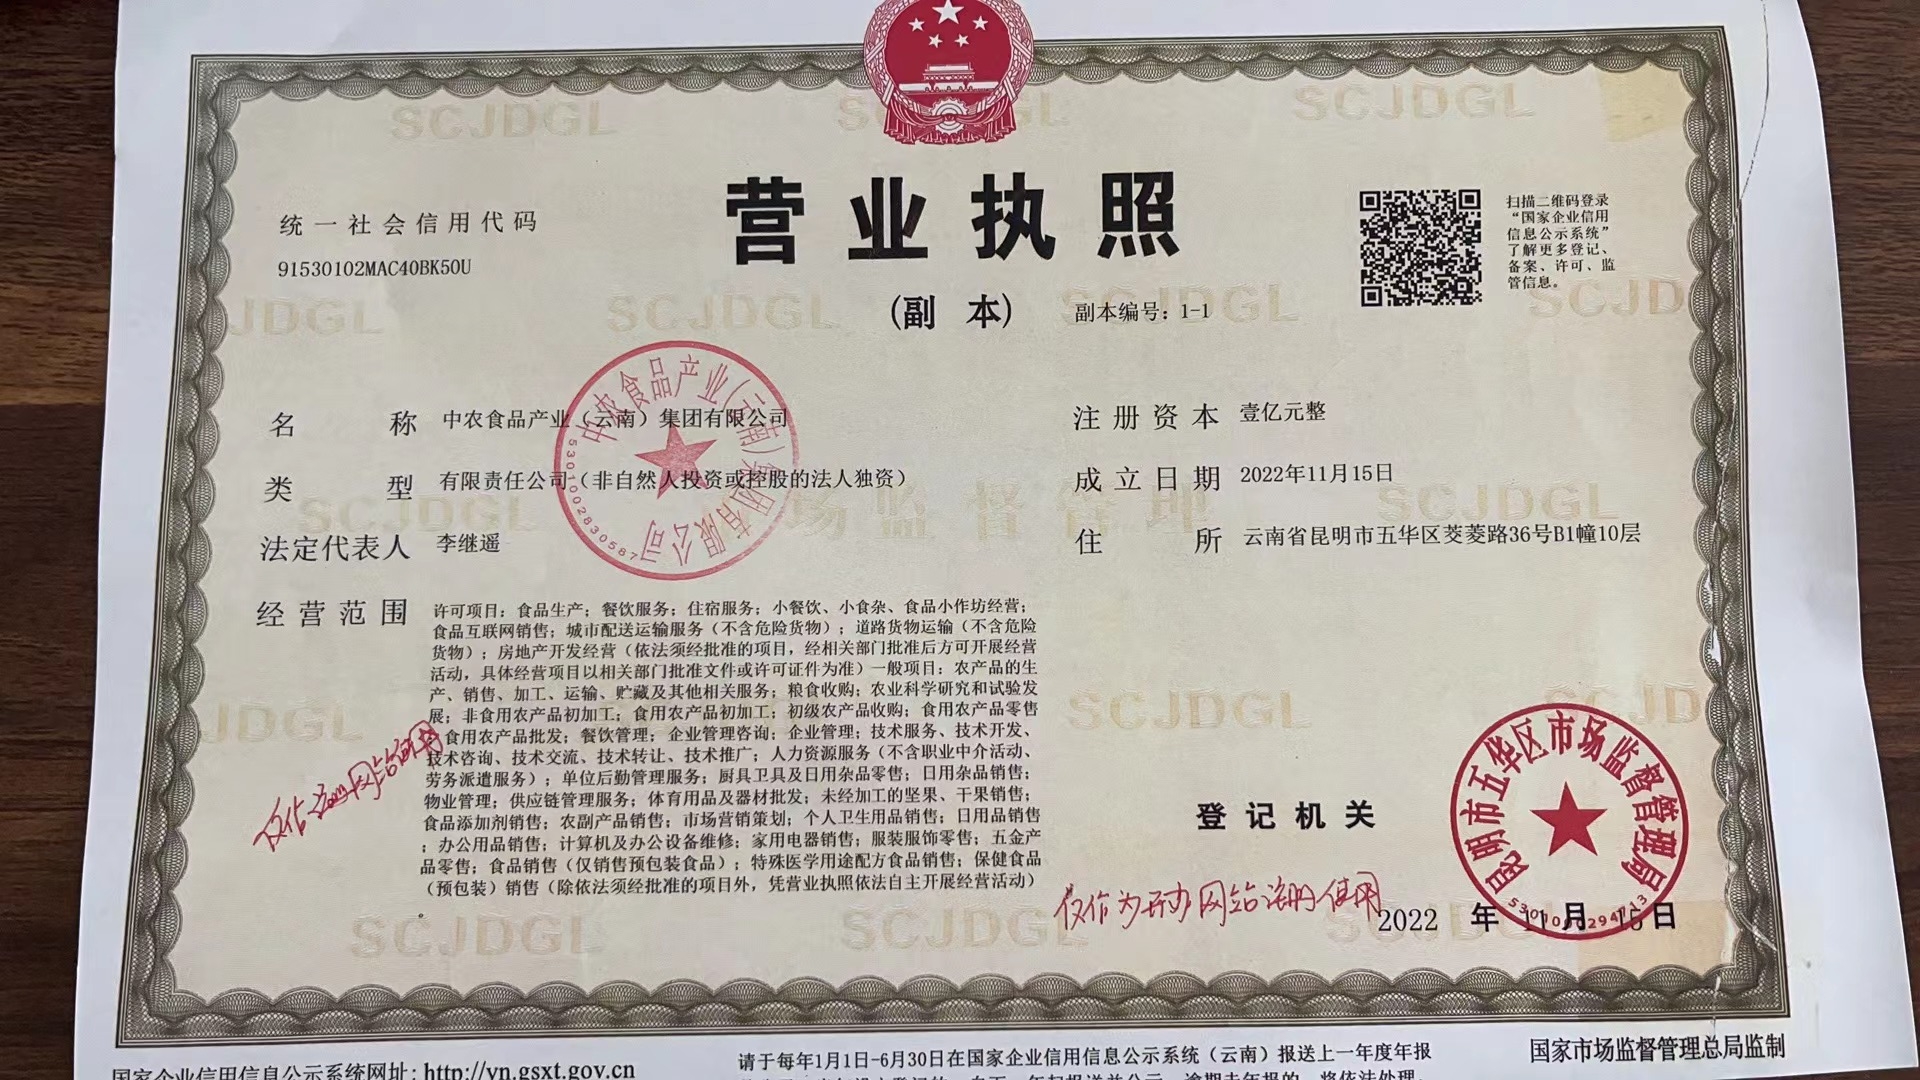 营业执照
（副 本）
副本编号：1-1
统一社会信用代码
91530102MAC40BK50U
扫描二维码登录
“国家企业信用
信息公示系统”
了解更多登记、
备案、许可、监
管信息。
名 称 中农食品产业（云南）集团有限公司
类 型 有限责任公司（非自然人投资或控股的法人独资）
法定代表人 李继遥
注册资本 壹亿元整
成立日期 2022年11月15日
住 所 云南省昆明市五华区茭菱路36号B1幢10层
经营范围 许可项目：食品生产；餐饮服务；住宿服务；小餐饮、小食杂、食品小作坊经营；
食品互联网销售；城市配送运输服务（不含危险货物）；道路货物运输（不含危险
货物）；房地产开发经营（依法须经批准的项目，经相关部门批准后方可开展经营
活动，具体经营项目以相关部门批准文件或许可证件为准）一般项目：农产品的生
产、销售、加工、运输、贮藏及其他相关服务；粮食收购；农业科学研究和试验发
展；非食用农产品初加工；食用农产品初加工；初级农产品收购；食用农产品零售
食用农产品批发；餐饮管理；企业管理咨询；企业管理；技术服务、技术开发、
技术咨询、技术交流、技术转让、技术推广；人力资源服务（不含职业中介活动、
劳务派遣服务）；单位后勤管理服务；厨具卫具及日用杂品零售；日用杂品销售；
物业管理；供应链管理服务；体育用品及器材批发；未经加工的坚果、干果销售；
食品添加剂销售；农副产品销售；市场营销策划；个人卫生用品销售；日用品销售
；办公用品销售；计算机及办公设备维修；家用电器销售；服装服饰零售；五金产
品零售；食品销售（仅销售预包装食品）；特殊医学用途配方食品销售；保健食品
（预包装）销售（除依法须经批准的项目外，凭营业执照依法自主开展经营活动）
中农食品产业（云南）集团有限公司
5301002830587
登记机关
昆明市五华区市场监督管理局
仅作为开办网站注册使用
2022 年 11 月 15 日
国家企业信用信息公示系统网址：http://yn.gsxt.gov.cn
请于每年1月1日-6月30日在国家企业信用信息公示系统（云南）报送上一年度年报
国家市场监督管理总局监制
SCJDGL